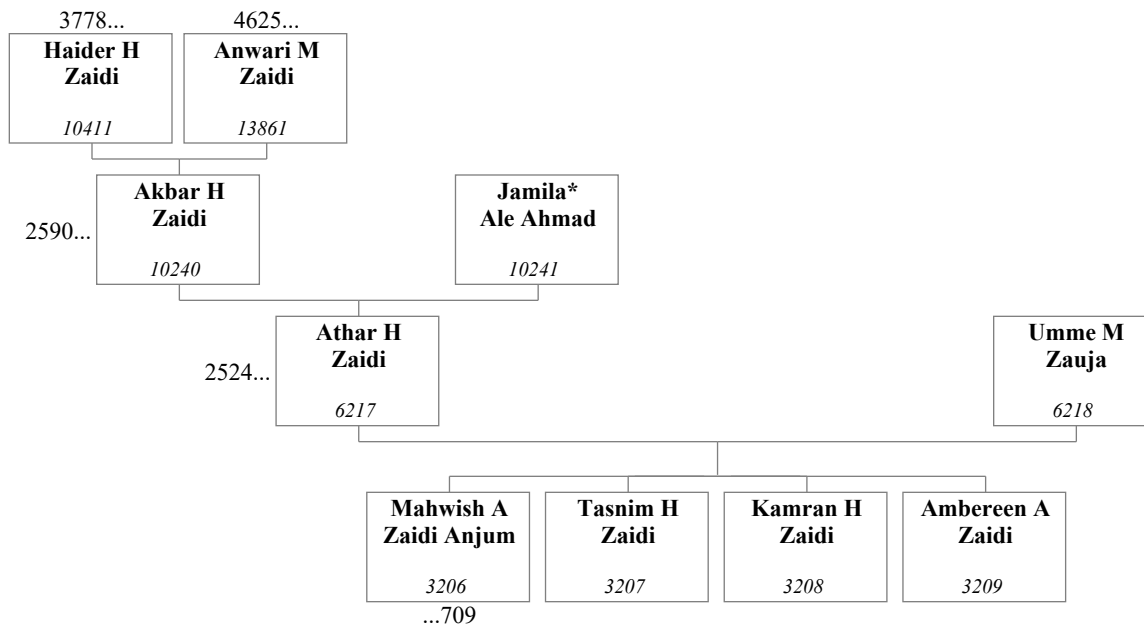 3778...
4625...
Haider H
Zaidi
10411
Anwari M
Zaidi
13861
2590...
Akbar H
Zaidi
10240
Jamila*
Ale Ahmad
10241
2524...
Athar H
Zaidi
6217
Umme M
Zauja
6218
Mahwish A
Zaidi Anjum
3206
...709
Tasnim H
Zaidi
3207
Kamran H
Zaidi
3208
Ambereen A
Zaidi
3209